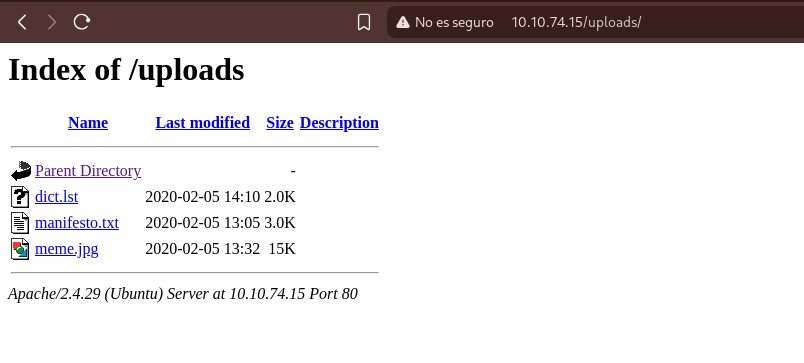 No es seguro 10.10.74.15/uploads/
Index of /uploads
Name Last modified Size Description
Parent Directory -
dict.lst 2020-02-05 14:10 2.0K
manifesto.txt 2020-02-05 13:05 3.0K
meme.jpg 2020-02-05 13:32 15K
Apache/2.4.29 (Ubuntu) Server at 10.10.74.15 Port 80